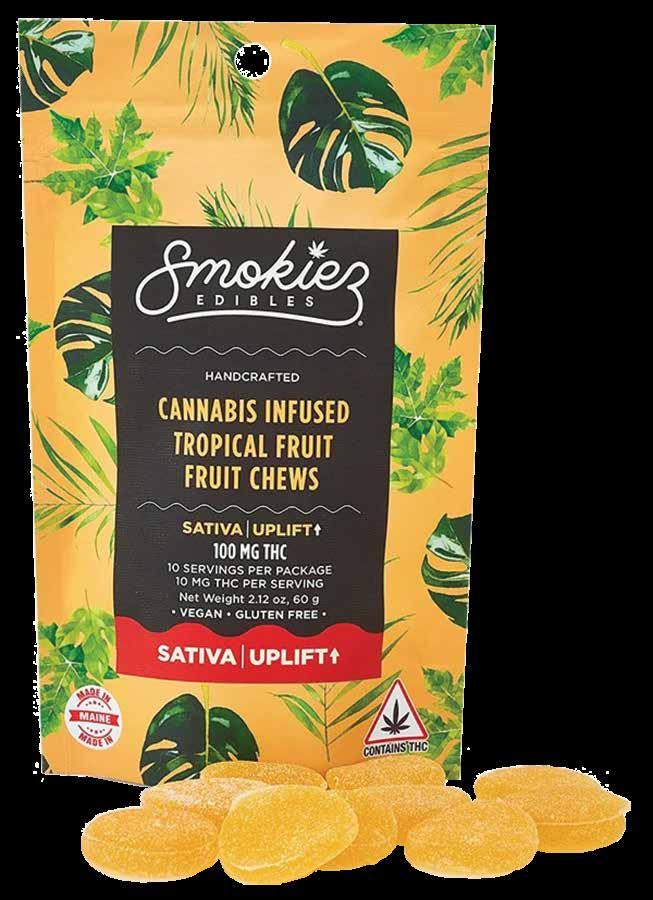 Smokiez
EDIBLES
®
HANDCRAFTED
CANNABIS INFUSED
TROPICAL FRUIT
FRUIT CHEWS
SATIVA | UPLIFT↑
100 MG THC
10 SERVINGS PER PACKAGE
10 MG THC PER SERVING
Net Weight 2.12 oz, 60 g
• VEGAN • GLUTEN FREE •
SATIVA | UPLIFT↑
MADE IN
MAINE
MADE IN
CONTAINS THC